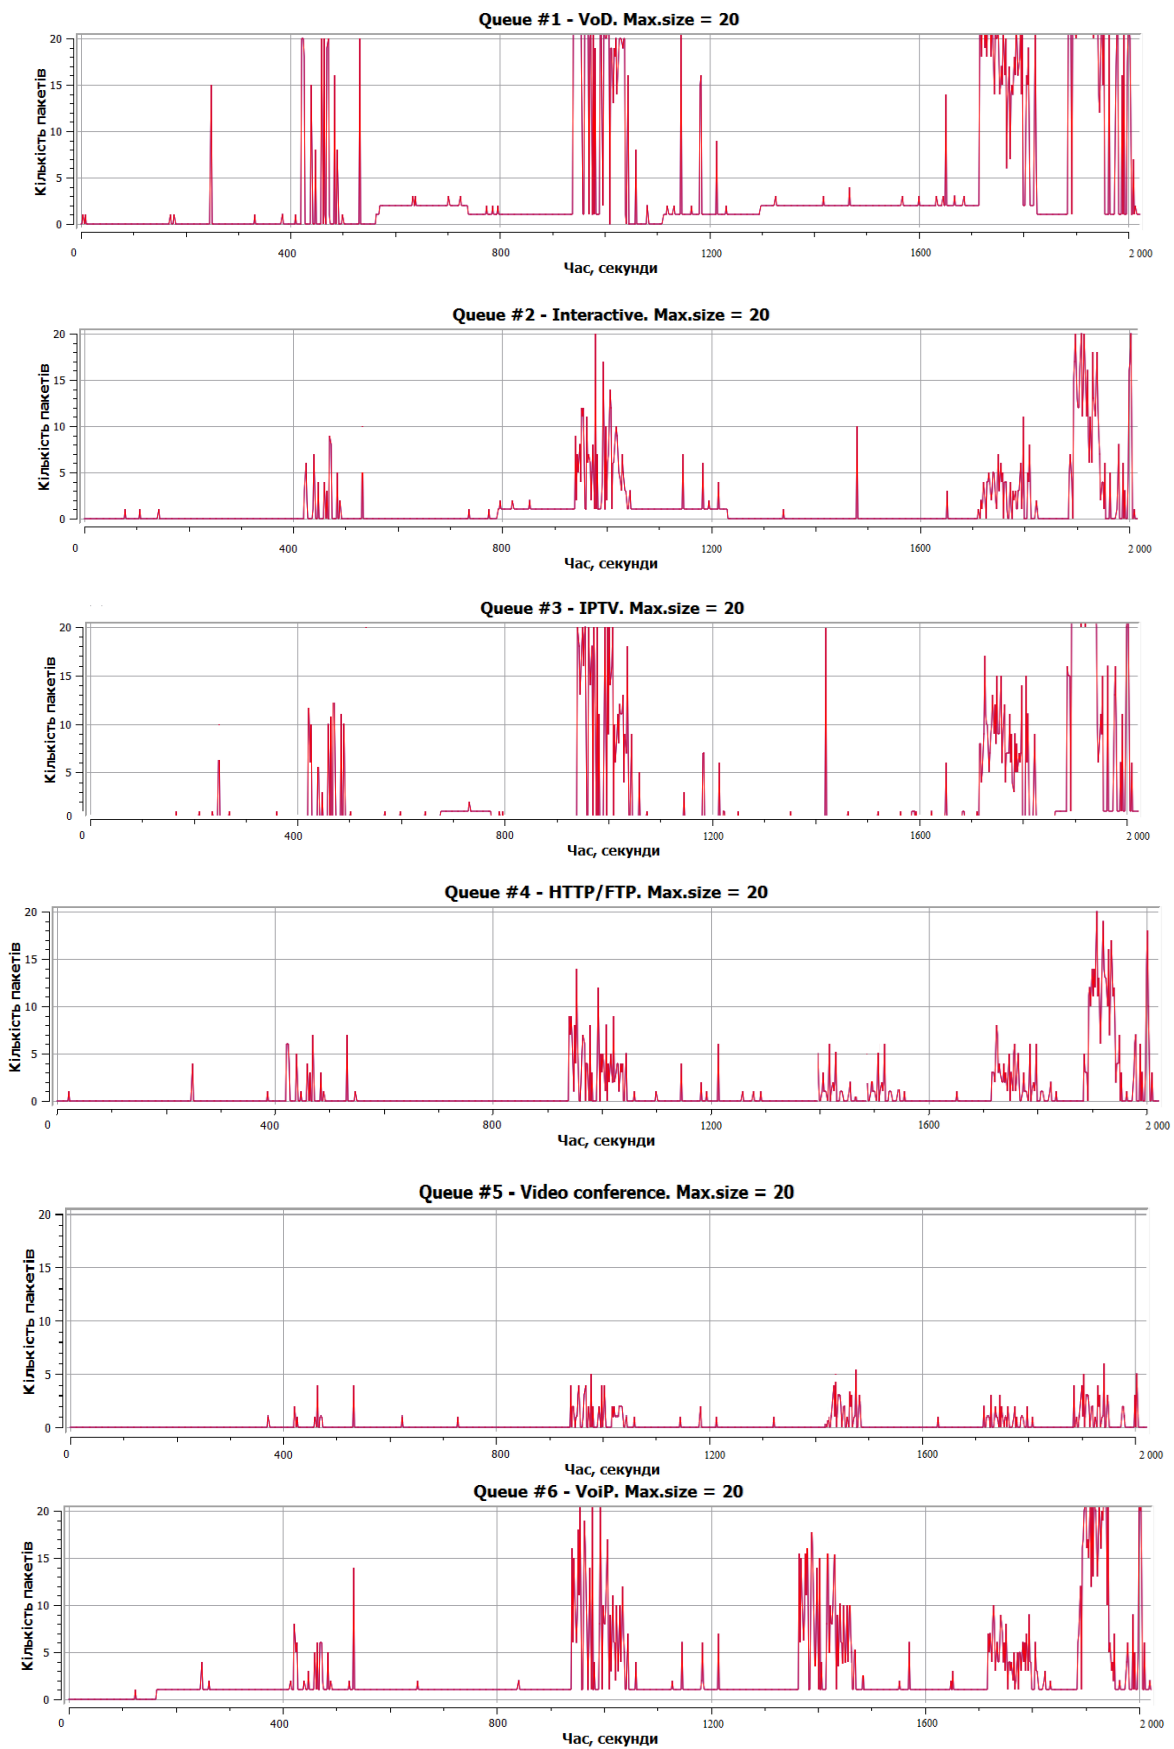 Queue #1 - VoD. Max.size = 20
Кількість пакетів
20
15
10
5
0
0 400 800 1200 1600 2 000
Час, секунди
Queue #2 - Interactive. Max.size = 20
Кількість пакетів
20
15
10
5
0
0 400 800 1200 1600 2 000
Час, секунди
Queue #3 - IPTV. Max.size = 20
Кількість пакетів
20
15
10
5
0
0 400 800 1200 1600 2 000
Час, секунди
Queue #4 - HTTP/FTP. Max.size = 20
Кількість пакетів
20
15
10
5
0
0 400 800 1200 1600 2 000
Час, секунди
Queue #5 - Video conference. Max.size = 20
Кількість пакетів
20
15
10
5
0
0 400 800 1200 1600 2 000
Час, секунди
Queue #6 - VoiP. Max.size = 20
Кількість пакетів
20
15
10
5
0
0 400 800 1200 1600 2 000
Час, секунди